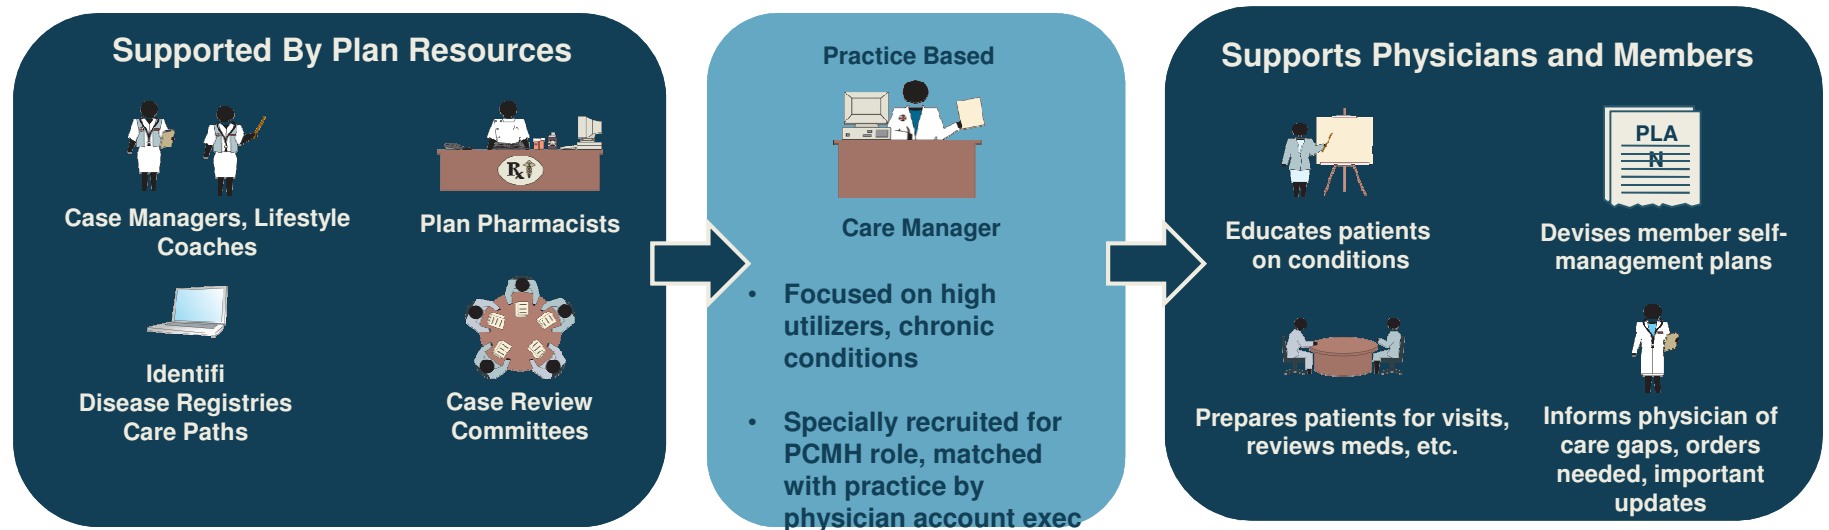 Supported By Plan Resources
Case Managers, Lifestyle
Coaches
Rx
Plan Pharmacists
Identifi
Disease Registries
Care Paths
Case Review
Committees
Practice Based
Care Manager
• Focused on high
utilizers, chronic
conditions
• Specially recruited for
PCMH role, matched
with practice by
physician account exec
Supports Physicians and Members
Educates patients
on conditions
PLA
N
Devises member self-
management plans
Prepares patients for visits,
reviews meds, etc.
Informs physician of
care gaps, orders
needed, important
updates